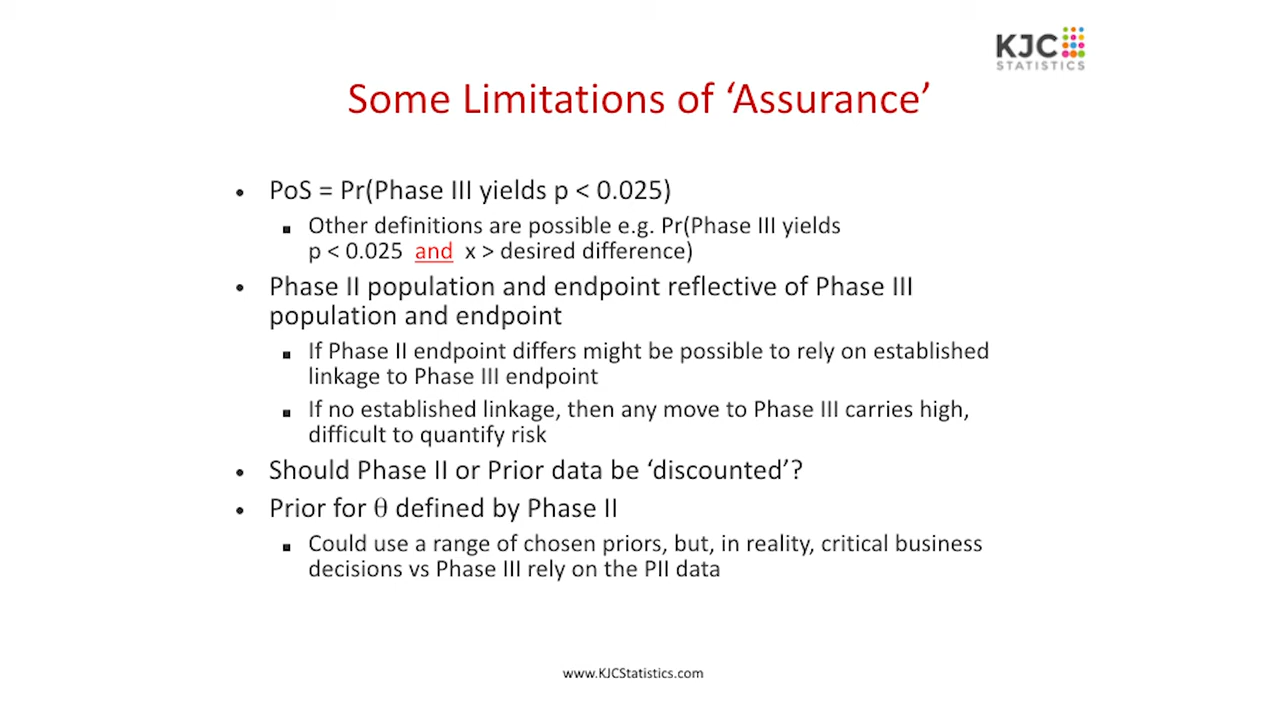 KJC
STATISTICS
Some Limitations of ‘Assurance’
• PoS = Pr(Phase III yields p < 0.025)
▪ Other definitions are possible e.g. Pr(Phase III yields
p < 0.025 and x > desired difference)
• Phase II population and endpoint reflective of Phase III
population and endpoint
▪ If Phase II endpoint differs might be possible to rely on established
linkage to Phase III endpoint
▪ If no established linkage, then any move to Phase III carries high,
difficult to quantify risk
• Should Phase II or Prior data be ‘discounted’?
• Prior for θ defined by Phase II
▪ Could use a range of chosen priors, but, in reality, critical business
decisions vs Phase III rely on the PII data
www.KJCStatistics.com